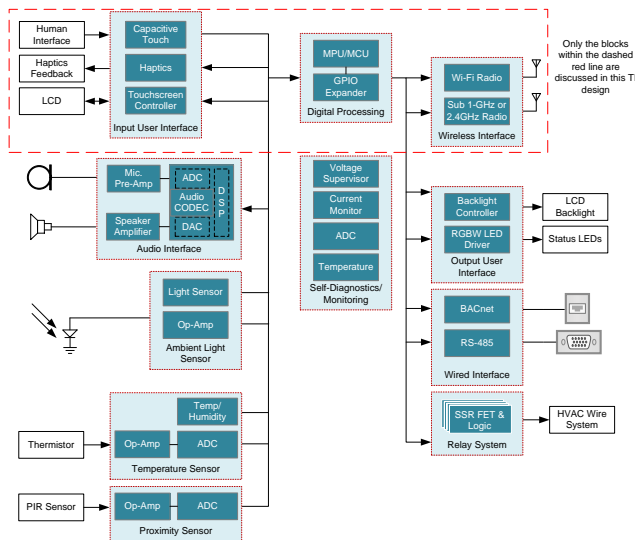 Human
Interface
Haptics
Feedback
LCD
Capacitive
Touch
Haptics
Touchscreen
Controller
Input User Interface
MPU/MCU
GPIO
Expander
Digital Processing
Wi-Fi Radio
Sub 1-GHz or
2.4GHz Radio
Wireless Interface
Only the blocks
within the dashed
red line are
discussed in this TI
design
Mic.
Pre-Amp
Speaker
Amplifier
ADC
Audio
CODEC
DAC
D
S
P
Audio Interface
Voltage
Supervisor
Current
Monitor
ADC
Temperature
Self-Diagnostics/
Monitoring
Backlight
Controller
RGBW LED
Driver
Output User
Interface
LCD
Backlight
Status LEDs
Light Sensor
Op-Amp
Ambient Light
Sensor
BACnet
RS-485
Wired Interface
Thermistor
Temp/
Humidity
Op-Amp
ADC
Temperature Sensor
SSR FET &
Logic
Relay System
HVAC Wire
System
PIR Sensor
Op-Amp
ADC
Proximity Sensor